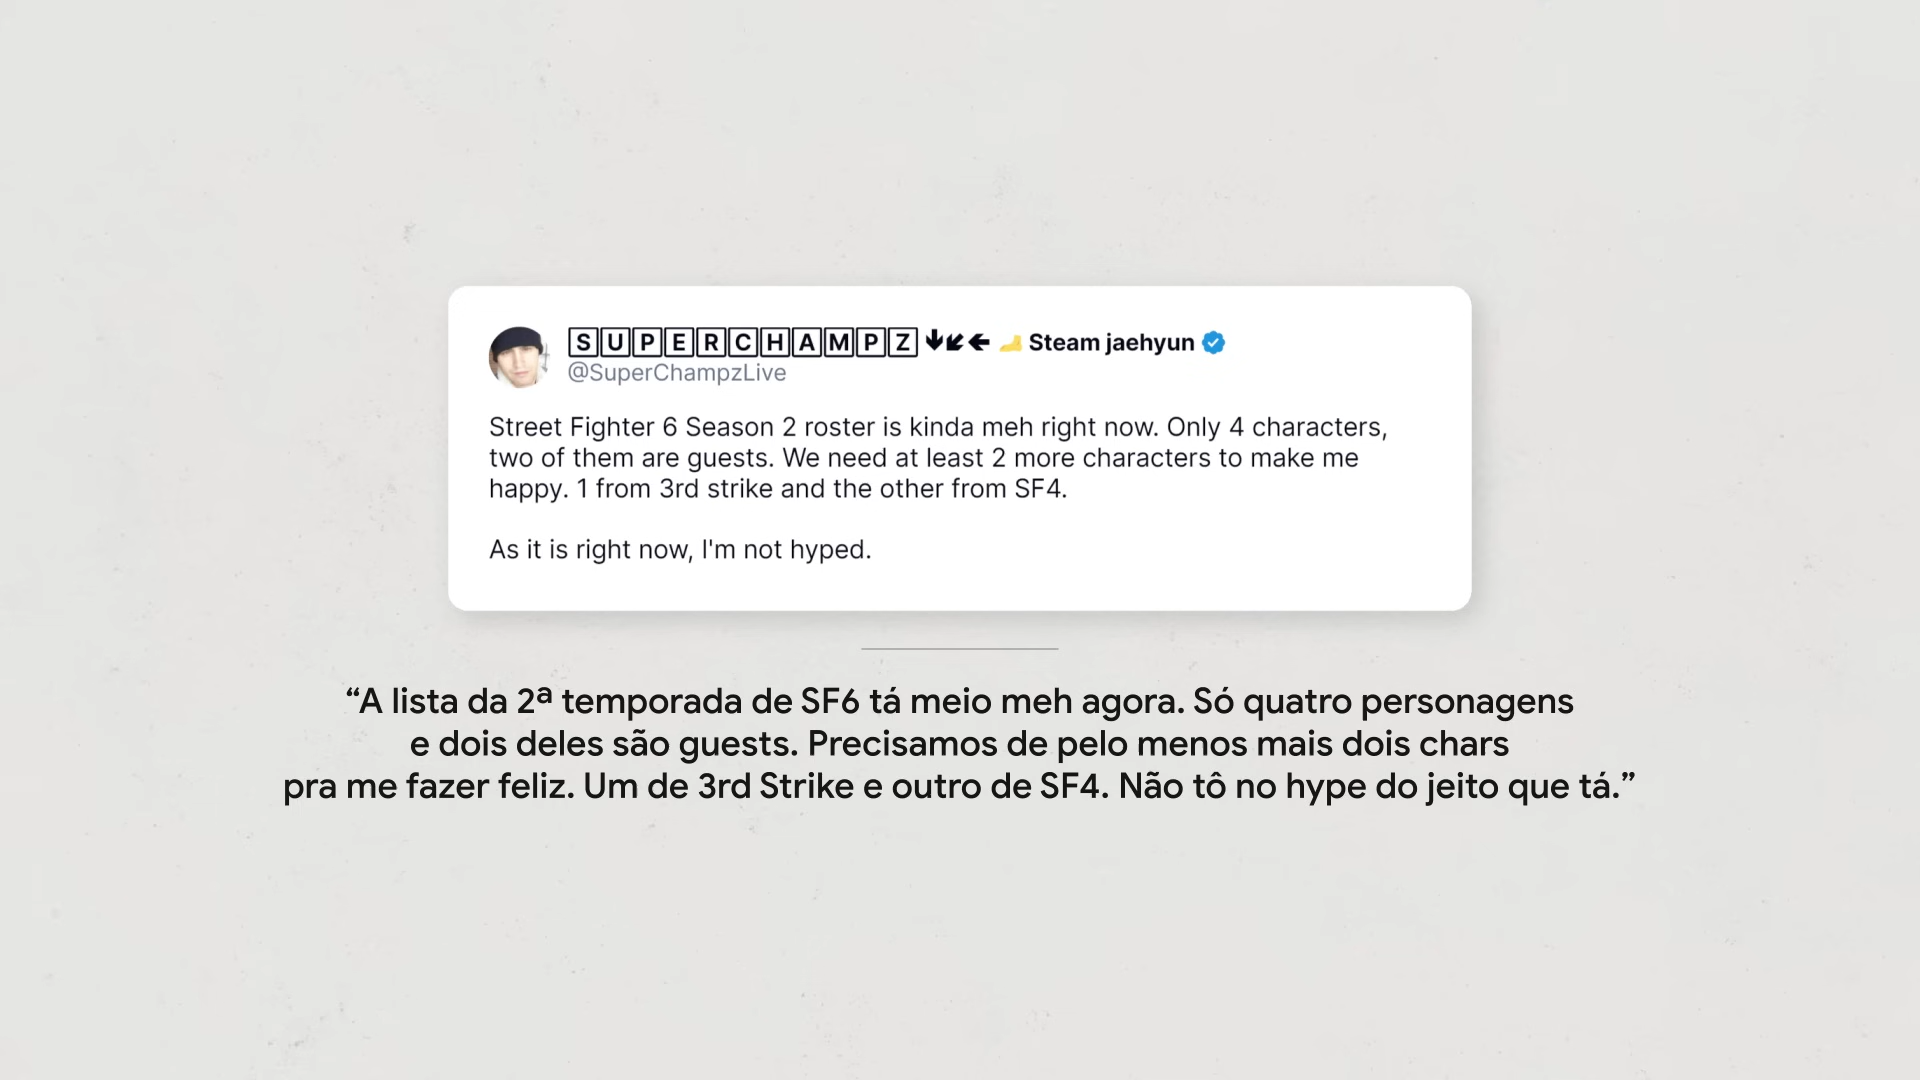 🅂🅄🄿🄴🅁🄲🄷🄰🄼🄿🅉 ⬇↙⬅ 🦶 Steam jaehyun
@SuperChampzLive
Street Fighter 6 Season 2 roster is kinda meh right now. Only 4 characters,
two of them are guests. We need at least 2 more characters to make me
happy. 1 from 3rd strike and the other from SF4.
As it is right now, I'm not hyped.
“A lista da 2ª temporada de SF6 tá meio meh agora. Só quatro personagens
e dois deles são guests. Precisamos de pelo menos mais dois chars
pra me fazer feliz. Um de 3rd Strike e outro de SF4. Não tô no hype do jeito que tá.”